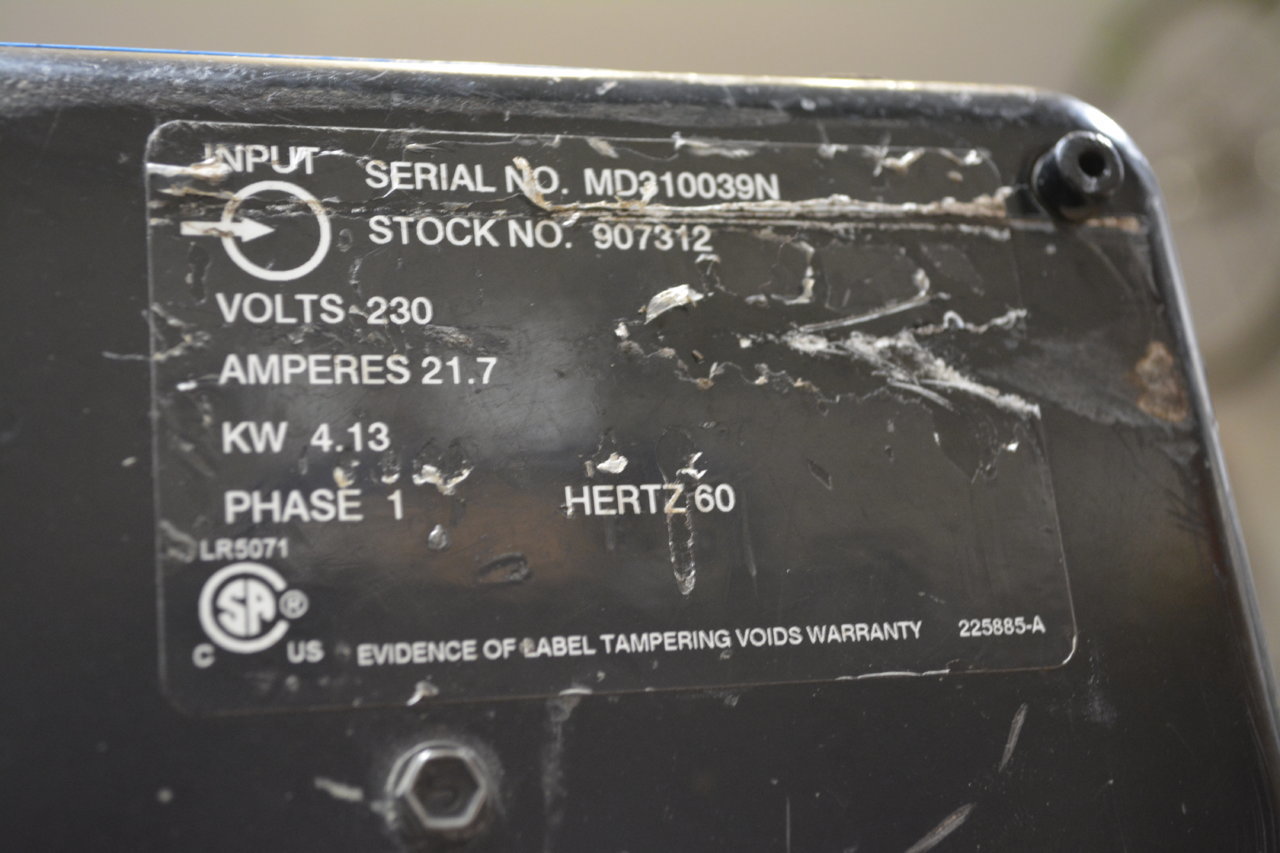 INPUT
SERIAL NO. MD310039N
STOCK NO. 907312
VOLTS 230
AMPERES 21.7
KW 4.13
PHASE 1 HERTZ 60
LR5071
SA ®
C US
EVIDENCE OF LABEL TAMPERING VOIDS WARRANTY 225885-A